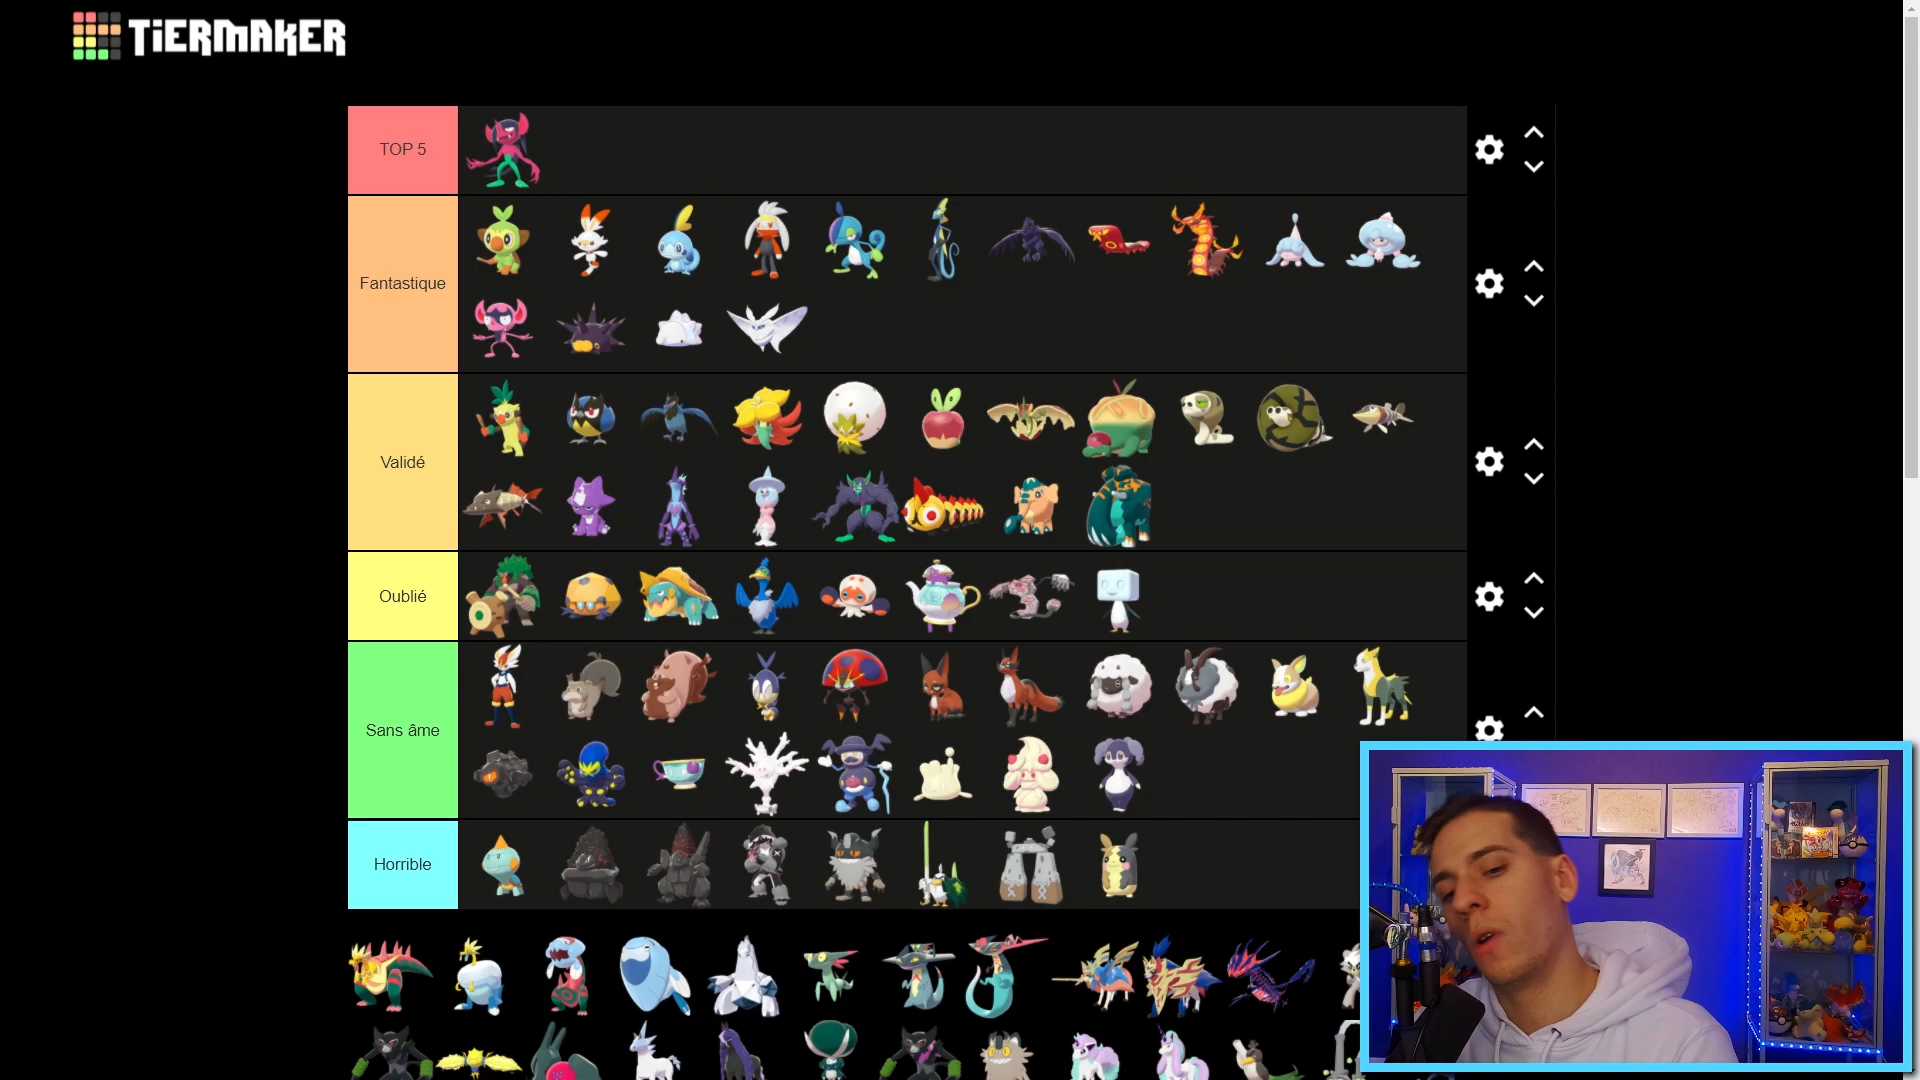 TiERMAKER
TOP 5
Fantastique
Validé
Oublié
Sans âme
Horrible